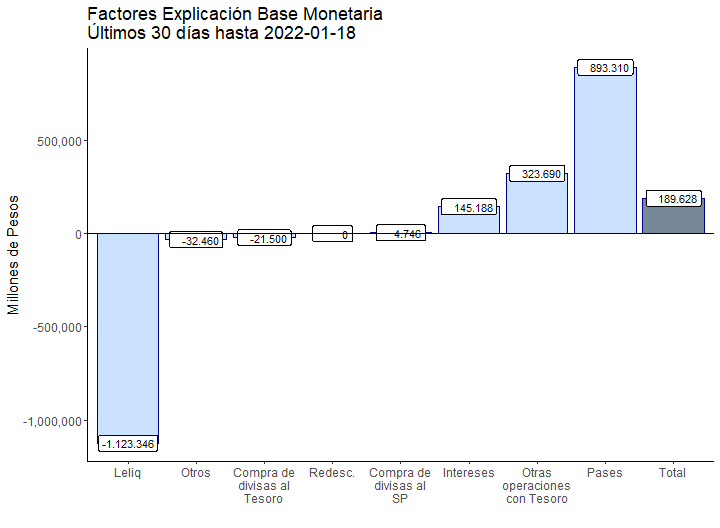 Factores Explicación Base Monetaria
Últimos 30 días hasta 2022-01-18
Millones de Pesos
500,000
0
-500,000
-1,000,000
-1.123.346
-32.460
-21.500
0
4.746
145.188
323.690
893.310
189.628
Leliq
Otros
Compra de
divisas al
Tesoro
Redesc.
Compra de
divisas al
SP
Intereses
Otras
operaciones
con Tesoro
Pases
Total